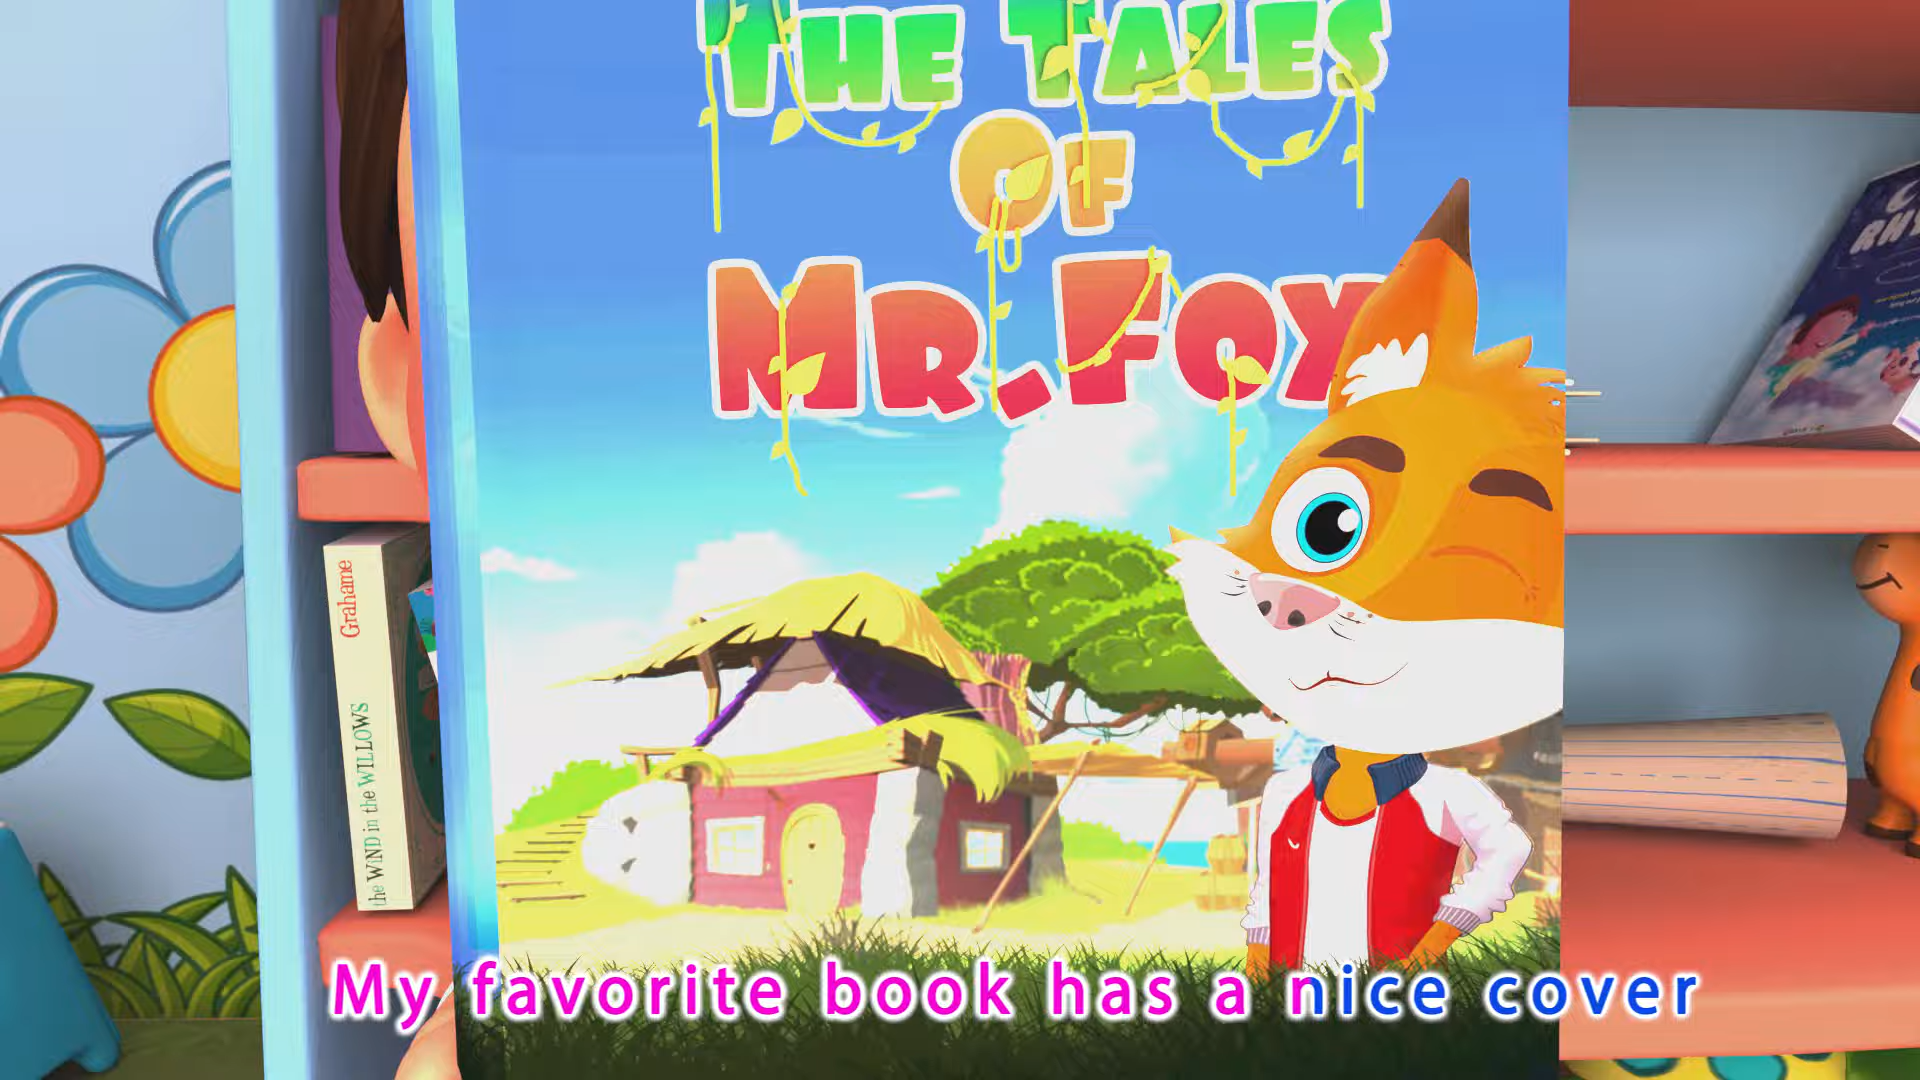 THE TALES
OF
MR. FOX
Grahame
the WiND in the WILLOWS
My favorite book has a nice cover